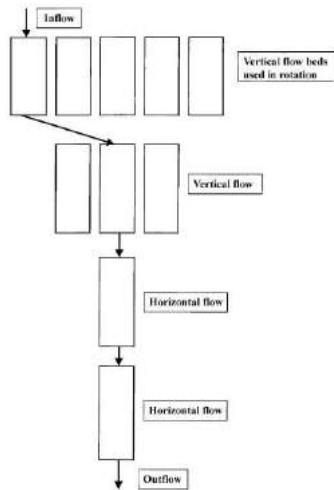 Inflow
Vertical flow beds
used in rotation
Vertical flow
Horizontal flow
Horizontal flow
Outflow